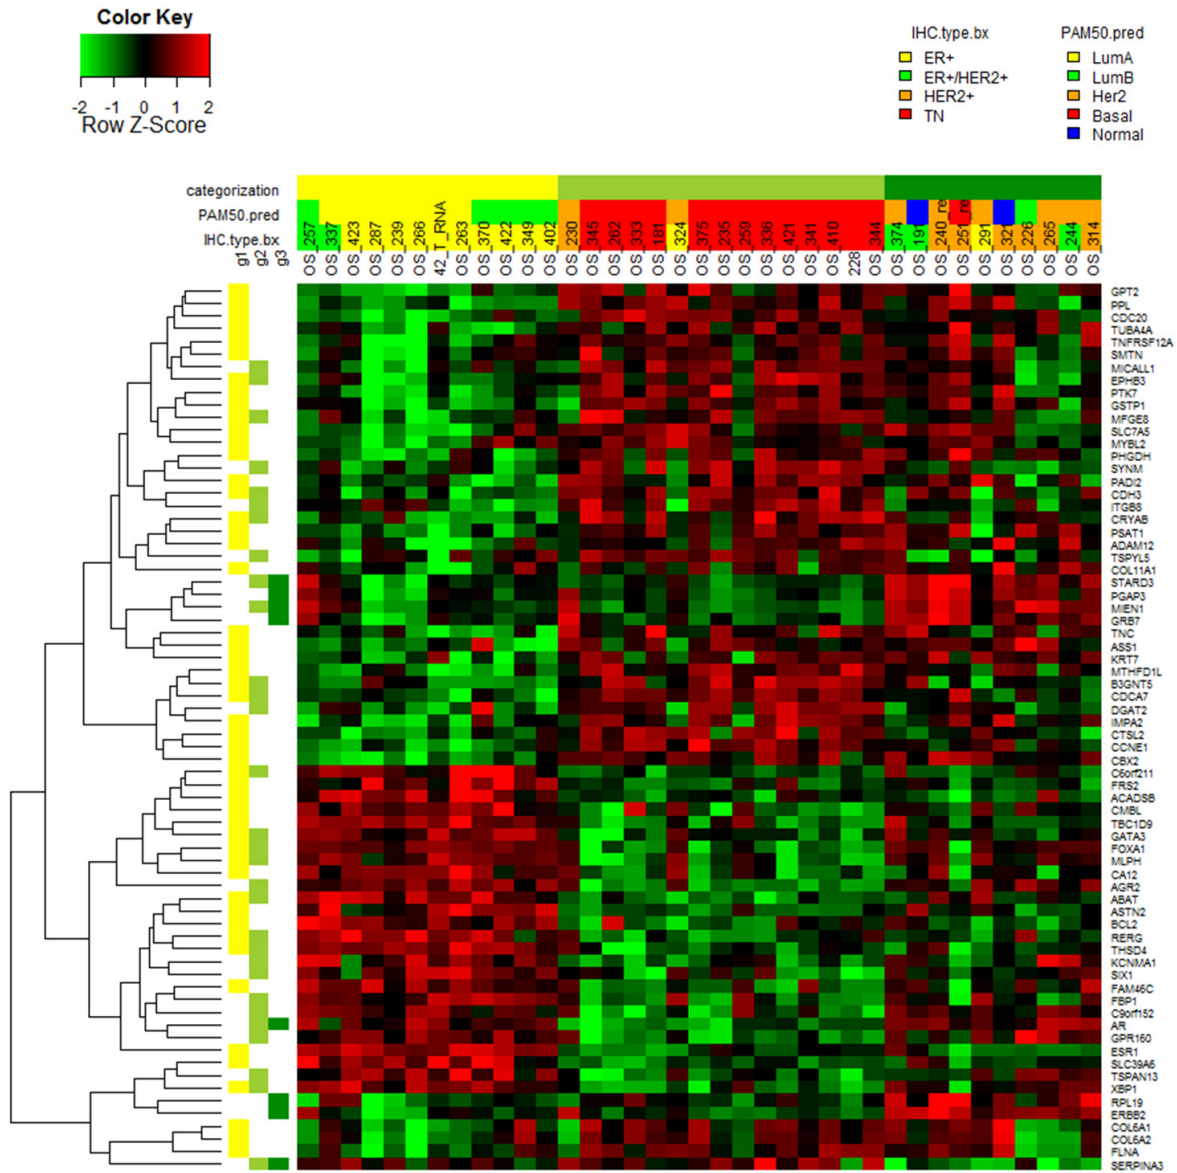 Color Key
-2 -1 0 1 2
Row Z-Score
IHC.type.bx
ER+
ER+/HER2+
HER2+
TN
PAM50.pred
LumA
LumB
Her2
Basal
Normal
categorization
PAM50.pred
IHC.type.bx
g1
g2
g3
OS_257
OS_337
OS_423
OS_287
OS_239
OS_266
42_T_RNA
OS_263
OS_370
OS_422
OS_349
OS_402
OS_230
OS_345
OS_262
OS_333
OS_181
OS_324
OS_375
OS_235
OS_259
OS_336
OS_421
OS_341
OS_410
228
OS_344
OS_374
OS_191
OS_240_re
OS_251_re
OS_291
OS_321
OS_226
OS_265
OS_244
OS_314
GPT2
PPL
CDC20
TUBA4A
TNFRSF12A
SMTN
MICALL1
EPHB3
PTK7
GSTP1
MFGE8
SLC7A5
MYBL2
PHGDH
SYNM
PADI2
CDH3
ITGB8
CRYAB
PSAT1
ADAM12
TSPYL5
COL11A1
STARD3
PGAP3
MIEN1
GRB7
TNC
ASS1
KRT7
MTHFD1L
B3GNT5
CDCA7
DGAT2
IMPA2
CTSL2
CCNE1
CBX2
C6orf211
FRS2
ACADSB
CMBL
TBC1D9
GATA3
FOXA1
MLPH
CA12
AGR2
ABAT
ASTN2
BCL2
RERG
THSD4
KCNMA1
SIX1
FAM46C
FBP1
C9orf152
AR
GPR160
ESR1
SLC39A6
TSPAN13
XBP1
RPL19
ERBB2
COL6A1
COL6A2
FLNA
SERPINA3